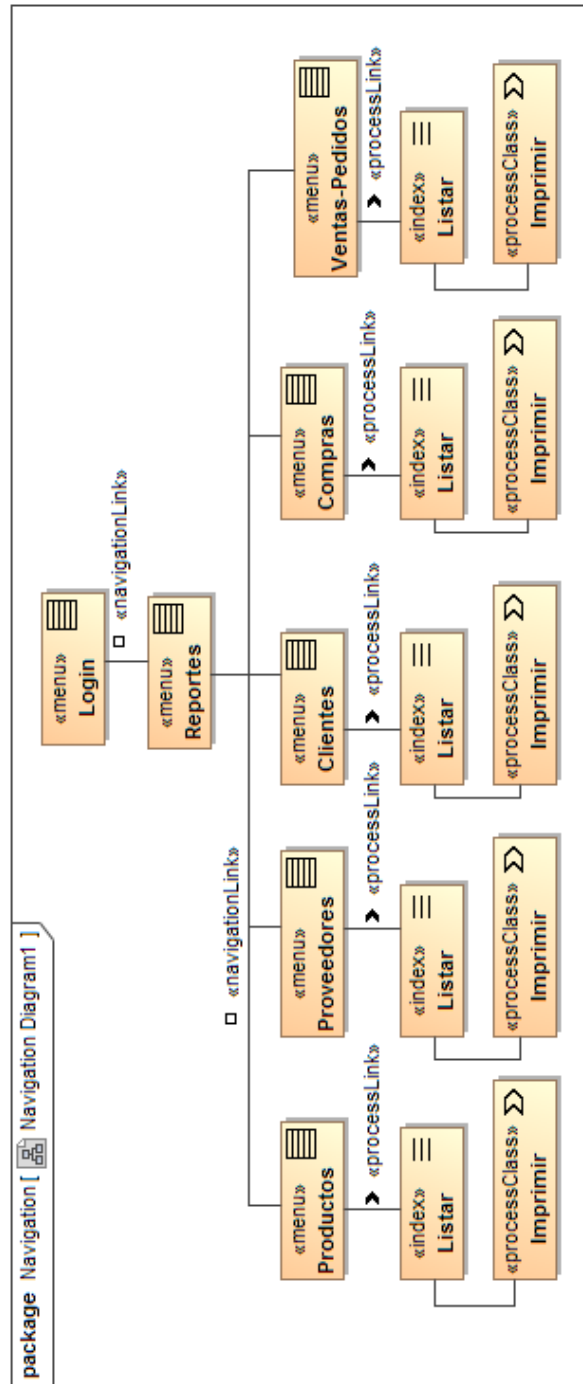 package Navigation [ Navigation Diagram1 ]
«menu»
Login
«navigationLink»
«menu»
Reportes
«navigationLink»
«menu»
Productos
«processLink»
«index»
Listar
«processClass»
Imprimir
«menu»
Proveedores
«processLink»
«index»
Listar
«processClass»
Imprimir
«menu»
Clientes
«processLink»
«index»
Listar
«processClass»
Imprimir
«menu»
Compras
«processLink»
«index»
Listar
«processClass»
Imprimir
«menu»
Ventas-Pedidos
«processLink»
«index»
Listar
«processClass»
Imprimir